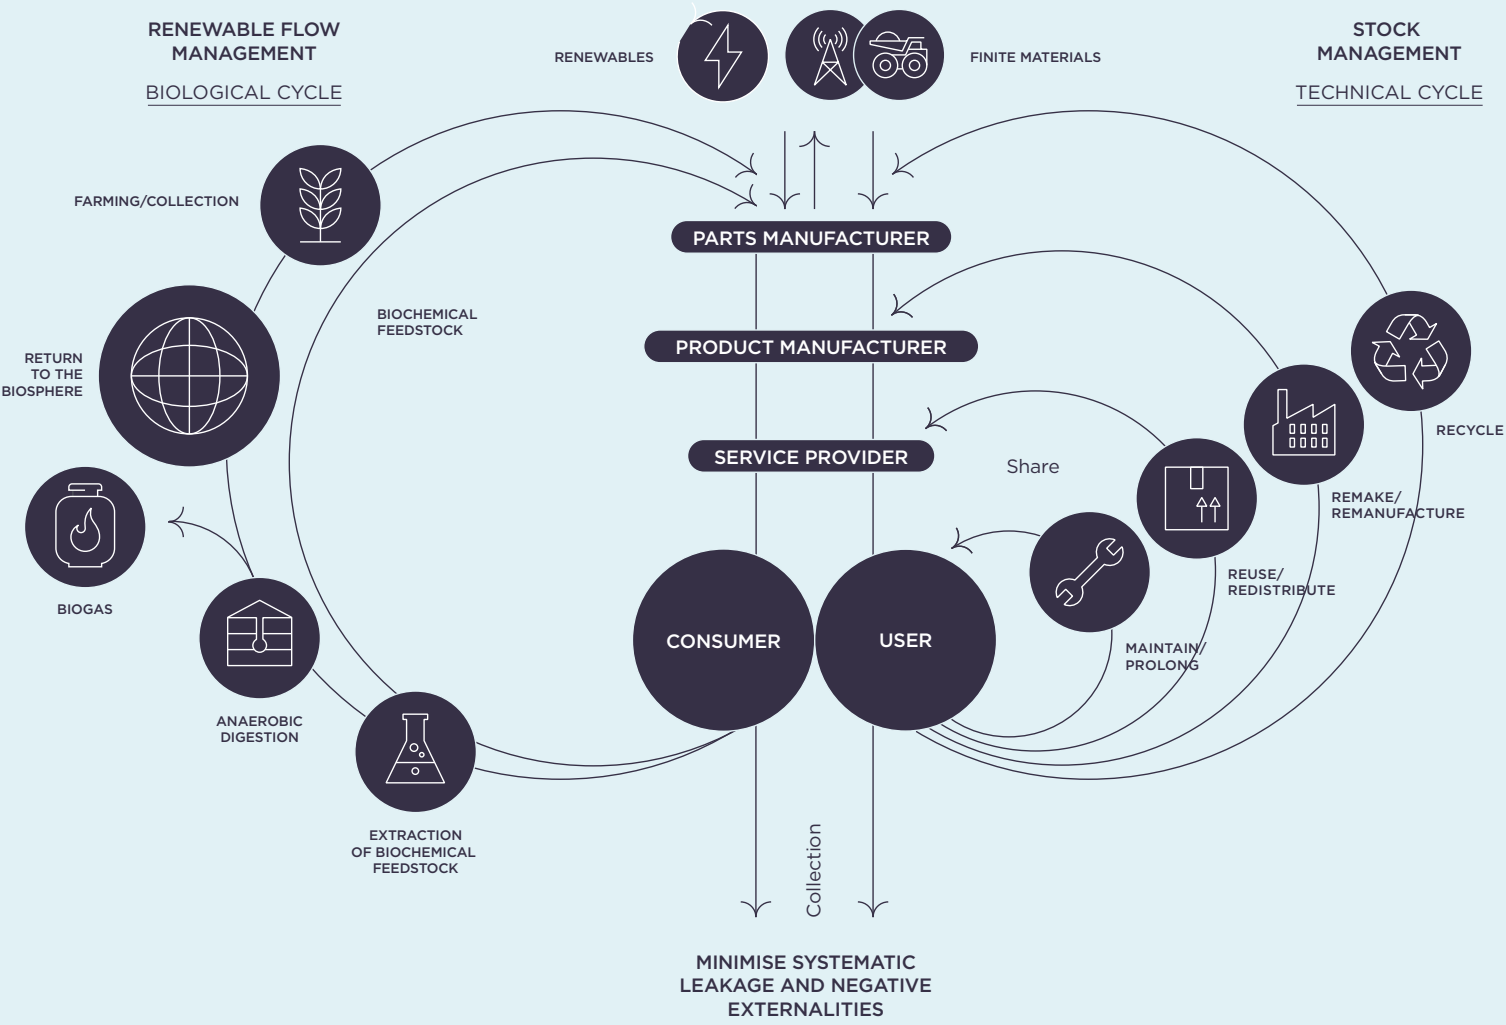 RENEWABLE FLOW
MANAGEMENT
BIOLOGICAL CYCLE
RENEWABLES
FINITE MATERIALS
STOCK
MANAGEMENT
TECHNICAL CYCLE
FARMING/COLLECTION
PARTS MANUFACTURER
BIOCHEMICAL
FEEDSTOCK
PRODUCT MANUFACTURER
RETURN
TO THE
BIOSPHERE
RECYCLE
SERVICE PROVIDER
Share
REMAKE/
REMANUFACTURE
REUSE/
REDISTRIBUTE
BIOGAS
CONSUMER
USER
MAINTAIN/
PROLONG
ANAEROBIC
DIGESTION
EXTRACTION
OF BIOCHEMICAL
FEEDSTOCK
Collection
MINIMISE SYSTEMATIC
LEAKAGE AND NEGATIVE
EXTERNALITIES